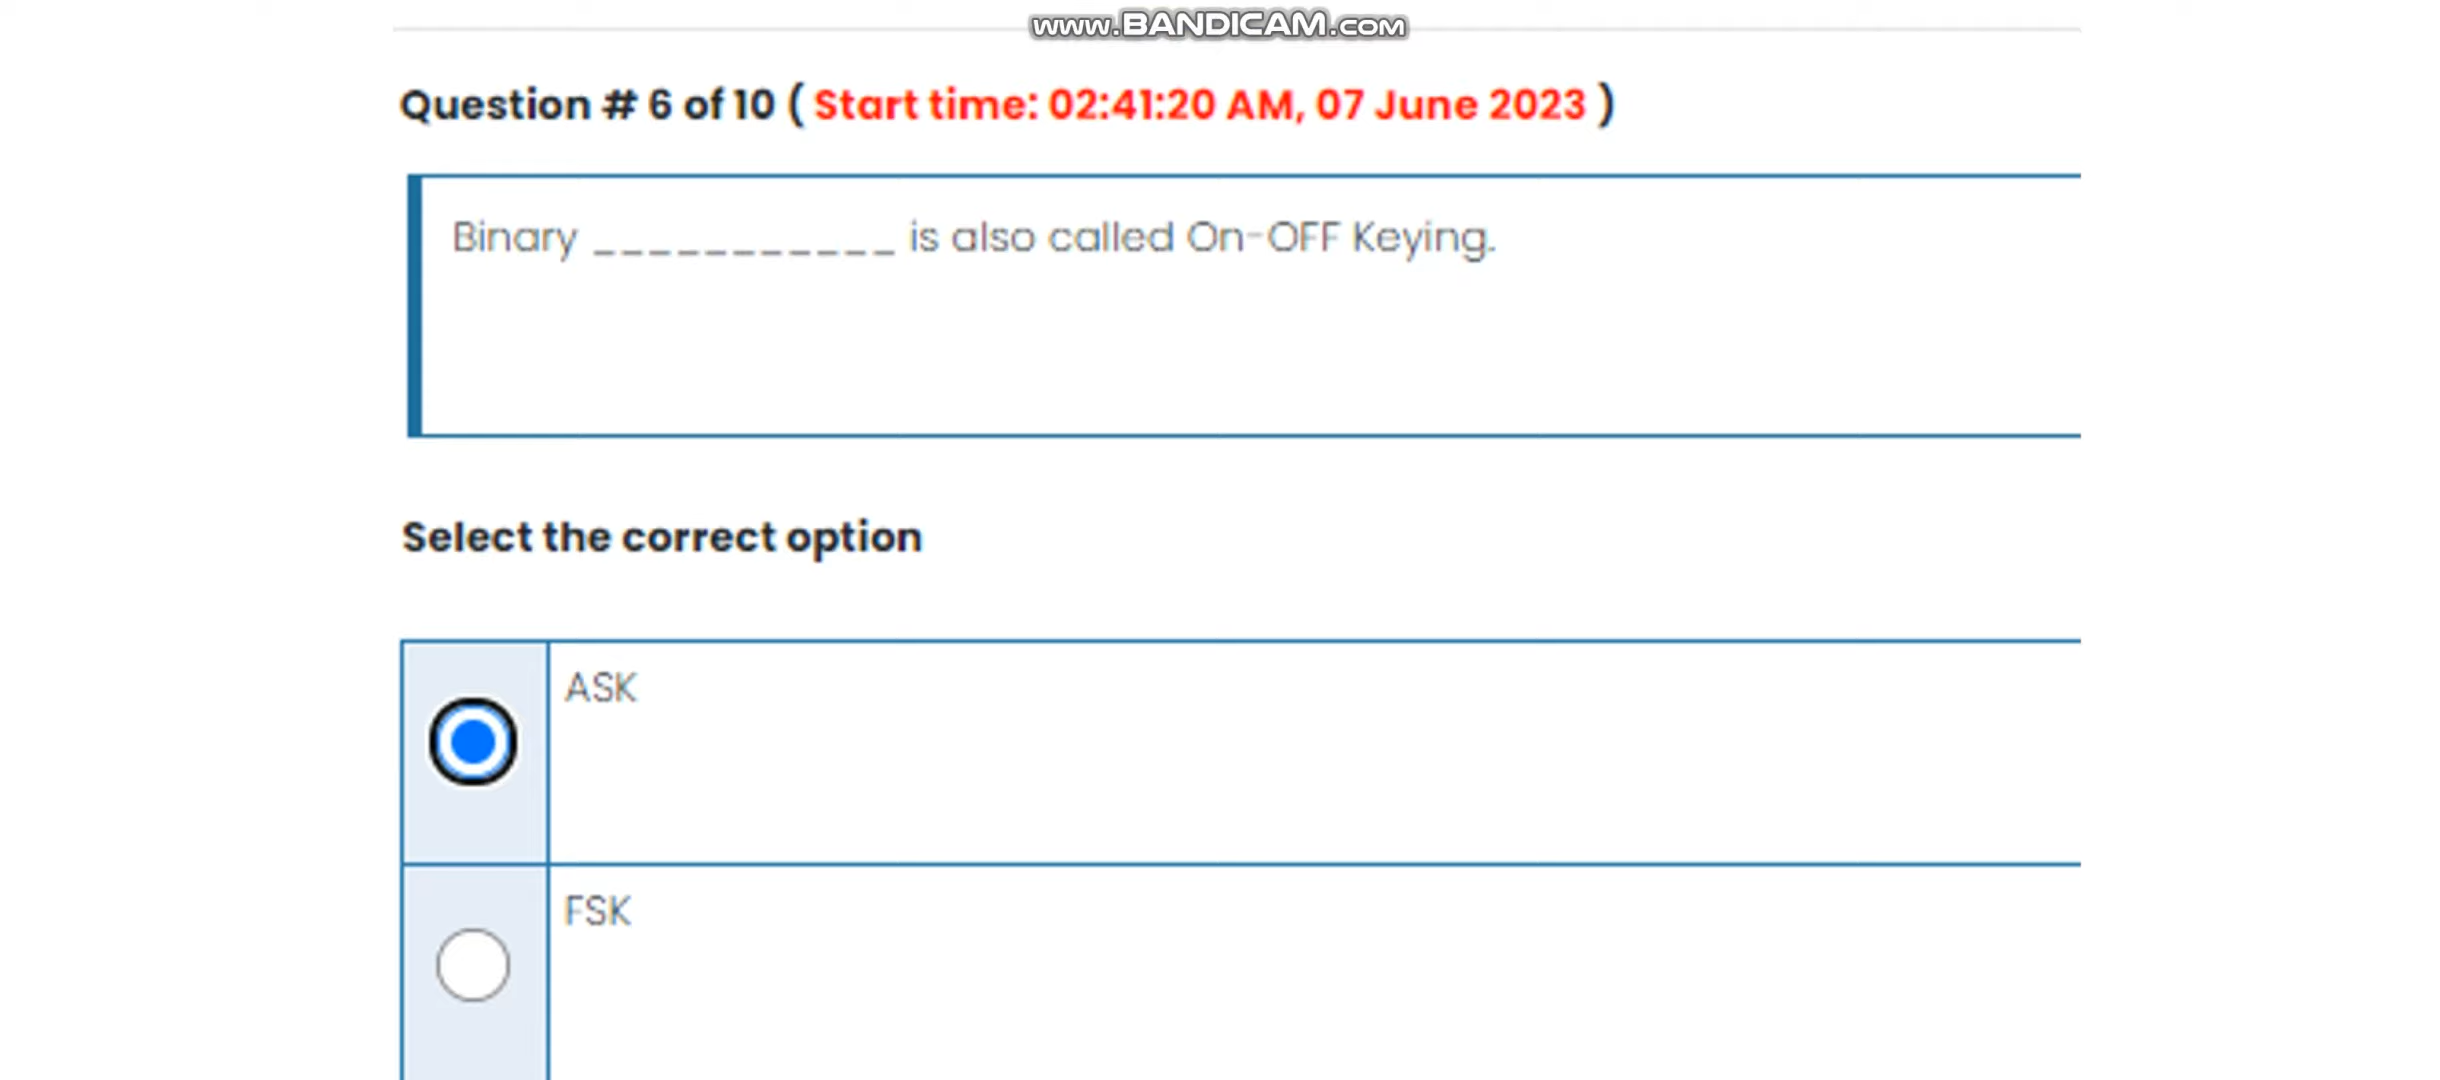 www.BANDICAM.com
Question # 6 of 10 ( Start time: 02:41:20 AM, 07 June 2023 )
Binary ___________ is also called On-OFF Keying.
Select the correct option
ASK
FSK